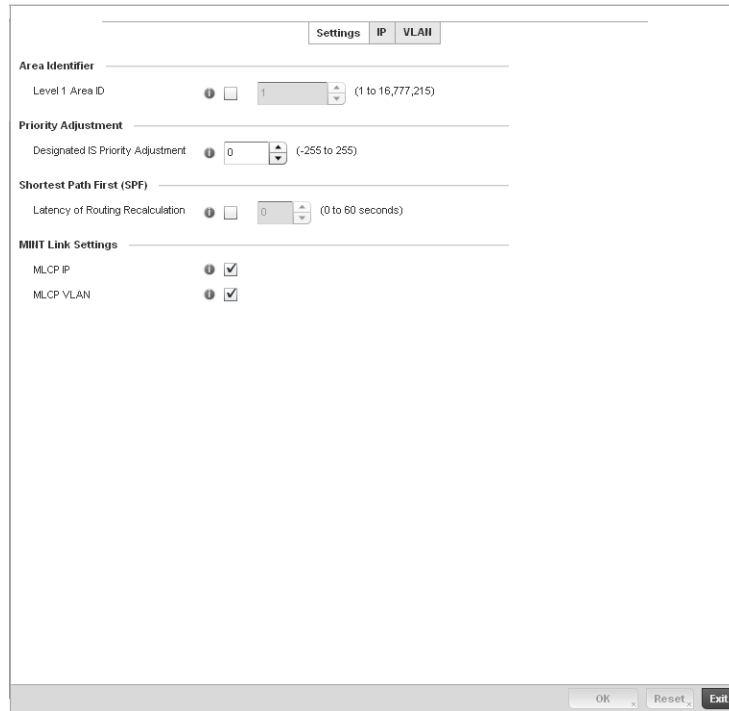 Settings IP VLAN
Area Identifier
Level 1 Area ID 1 (1 to 16,777,215)
Priority Adjustment
Designated IS Priority Adjustment 0 (-255 to 255)
Shortest Path First (SPF)
Latency of Routing Recalculation 0 (0 to 60 seconds)
MINT Link Settings
MLCP IP
MLCP VLAN
OK Reset Exit